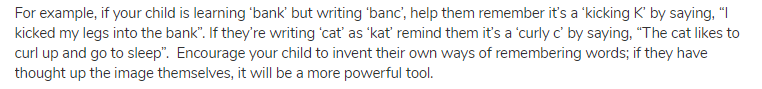 For example, if your child is learning ‘bank’ but writing ‘banc’, help them remember it’s a ‘kicking K’ by saying, “I
kicked my legs into the bank”. If they’re writing ‘cat’ as ‘kat’ remind them it’s a ‘curly c’ by saying, “The cat likes to
curl up and go to sleep”.  Encourage your child to invent their own ways of remembering words; if they have
thought up the image themselves, it will be a more powerful tool.